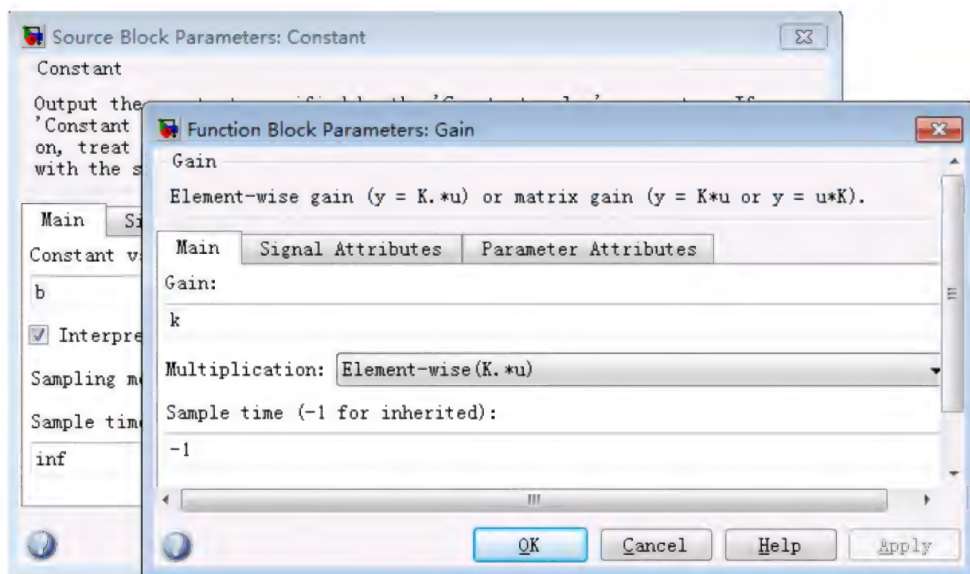 Source Block Parameters: Constant
Constant
Output the
'Constant
on, treat
with the s
Main
Constant v
b
Interpre
Sampling m
Sample tim
inf
Function Block Parameters: Gain
Gain
Element-wise gain (y = K.*u) or matrix gain (y = K*u or y = u*K).
Main Signal Attributes Parameter Attributes
Gain:
k
Multiplication: Element-wise(K.*u)
Sample time (-1 for inherited):
-1
OK Cancel Help Apply